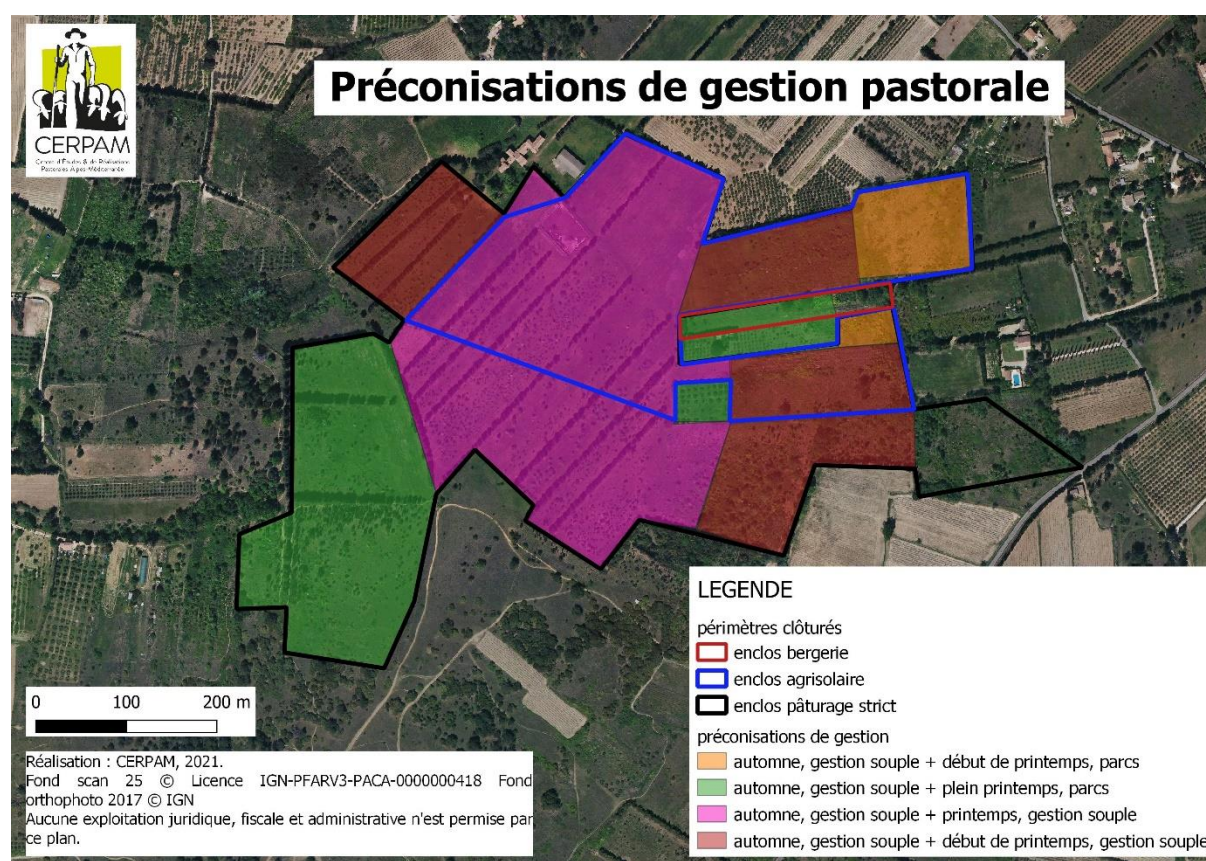 Préconisations de gestion pastorale
CERPAM
Centre d'Études & de Réalisations
Pastorales Alpes-Méditerranée
LEGENDE
périmètres clôturés
enclos bergerie
enclos agrisolaire
enclos pâturage strict
préconisations de gestion
automne, gestion souple + début de printemps, parcs
automne, gestion souple + plein printemps, parcs
automne, gestion souple + printemps, gestion souple
automne, gestion souple + début de printemps, gestion souple
0 100 200 m
Réalisation : CERPAM, 2021.
Fond scan 25 © Licence IGN-PFARV3-PACA-0000000418 Fond
orthophoto 2017 © IGN
Aucune exploitation juridique, fiscale et administrative n'est permise par
ce plan.